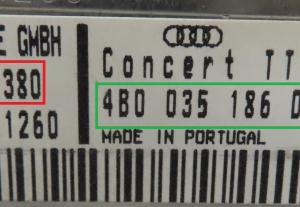 E GMBH
380
1260
Concert TT
4B0 035 186 D
MADE IN PORTUGAL